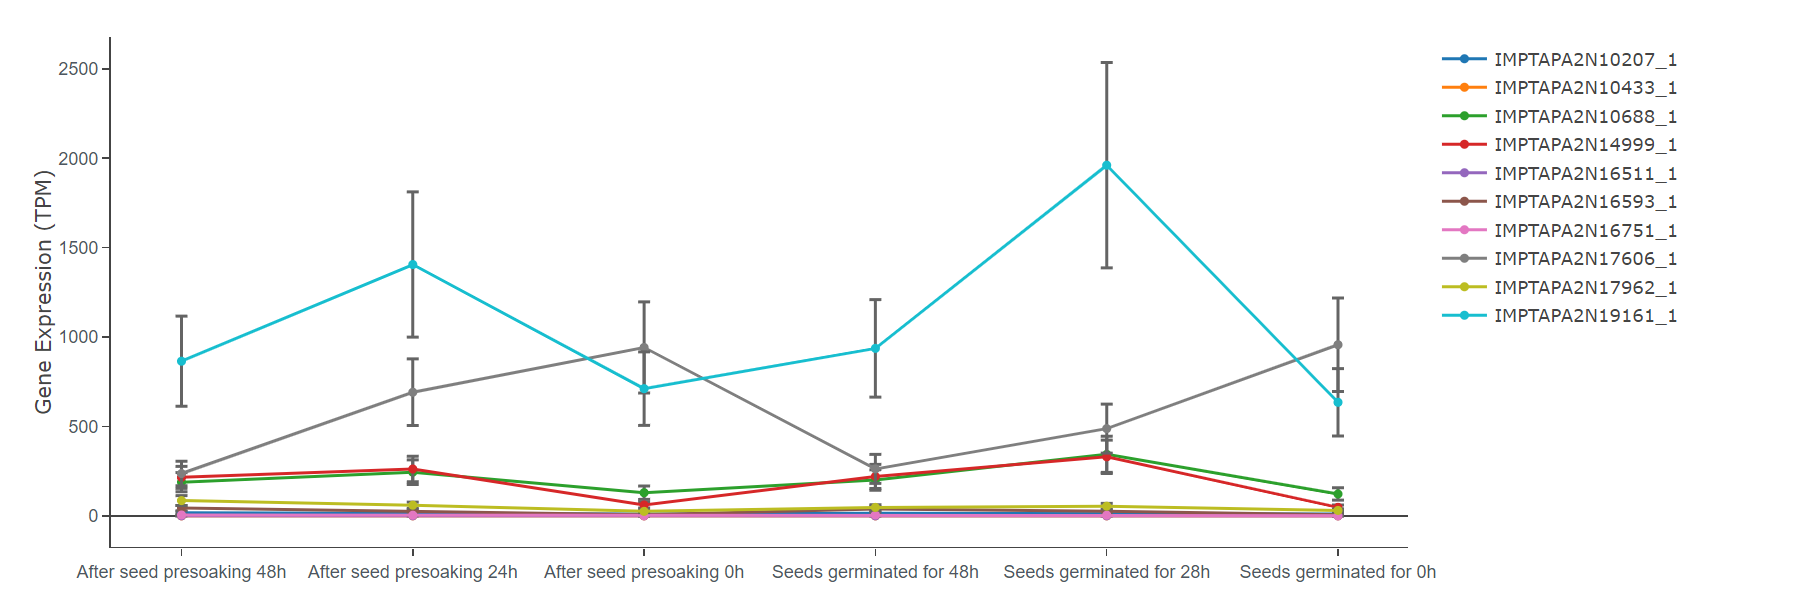 Gene Expression (TPM)
2500
2000
1500
1000
500
0
After seed presoaking 48h
After seed presoaking 24h
After seed presoaking 0h
Seeds germinated for 48h
Seeds germinated for 28h
Seeds germinated for 0h
IMPTAPA2N10207_1
IMPTAPA2N10433_1
IMPTAPA2N10688_1
IMPTAPA2N14999_1
IMPTAPA2N16511_1
IMPTAPA2N16593_1
IMPTAPA2N16751_1
IMPTAPA2N17606_1
IMPTAPA2N17962_1
IMPTAPA2N19161_1